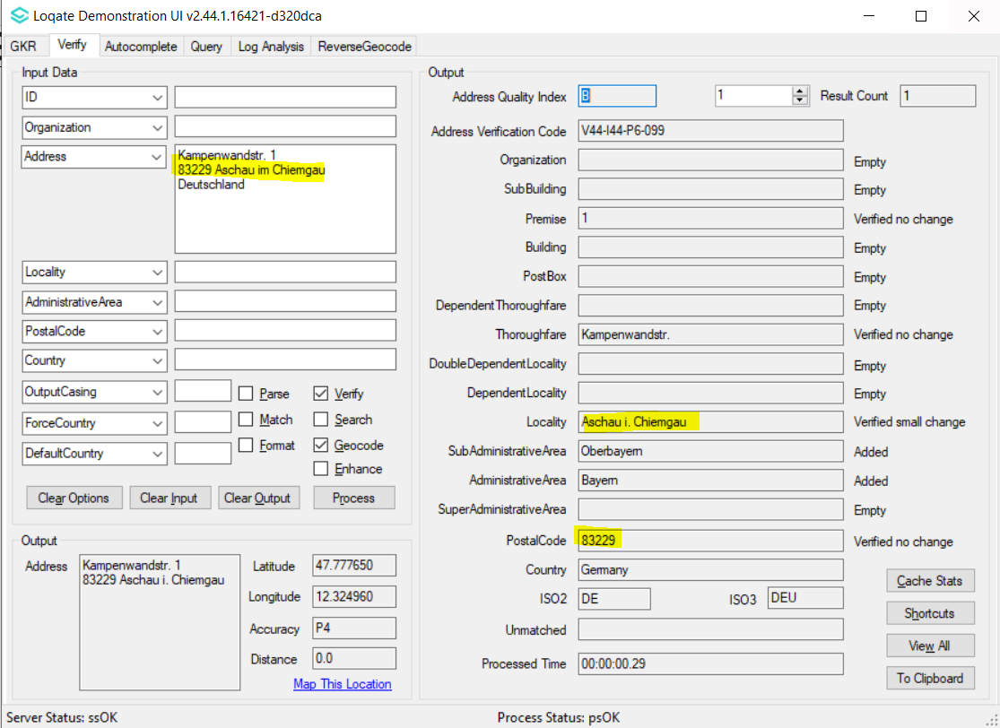 Loqate Demonstration UI v2.44.1.16421-d320dca
GKR Verify Autocomplete Query Log Analysis ReverseGeocode
Input Data
ID
Organization
Address
Kampenwandstr. 1
83229 Aschau im Chiemgau
Deutschland
Locality
AdministrativeArea
PostalCode
Country
OutputCasing Parse Verify
ForceCountry Match Search
DefaultCountry Format Geocode
Enhance
Clear Options Clear Input Clear Output Process
Output
Address
Kampenwandstr. 1
83229 Aschau i. Chiemgau
Latitude 47.777650
Longitude 12.324960
Accuracy P4
Distance 0.0
Map This Location
Output
Address Quality Index B 1 Result Count 1
Address Verification Code V44-I44-P6-099
Organization Empty
SubBuilding Empty
Premise 1 Verified no change
Building Empty
PostBox Empty
DependentThoroughfare Empty
Thoroughfare Kampenwandstr. Verified no change
DoubleDependentLocality Empty
DependentLocality Empty
Locality Aschau i. Chiemgau Verified small change
SubAdministrativeArea Oberbayern Added
AdministrativeArea Bayern Added
SuperAdministrativeArea Empty
PostalCode 83229 Verified no change
Country Germany
ISO2 DE ISO3 DEU
Unmatched
Processed Time 00:00:00.29
Cache Stats
Shortcuts
View All
To Clipboard
Server Status: ssOK Process Status: psOK